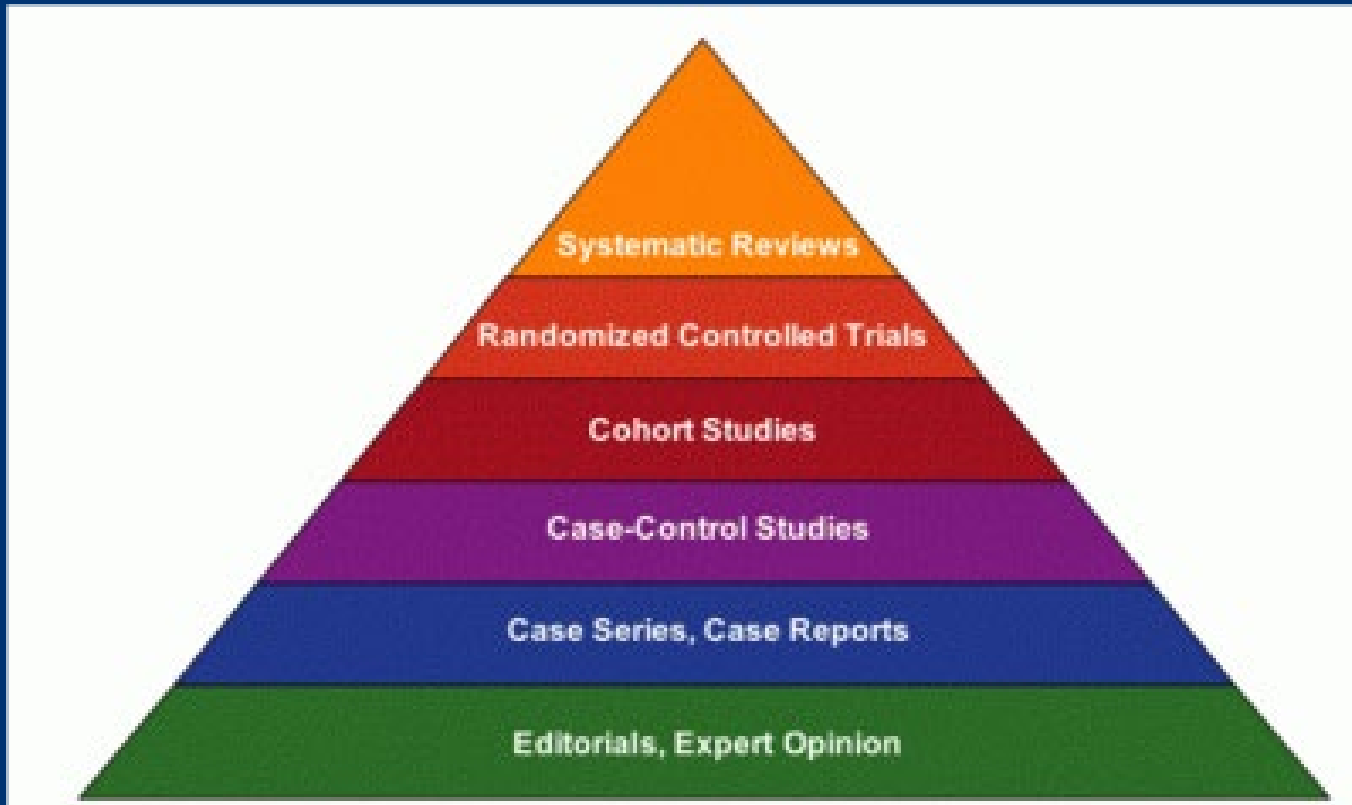 Systematic Reviews
Randomized Controlled Trials
Cohort Studies
Case-Control Studies
Case Series, Case Reports
Editorials, Expert Opinion